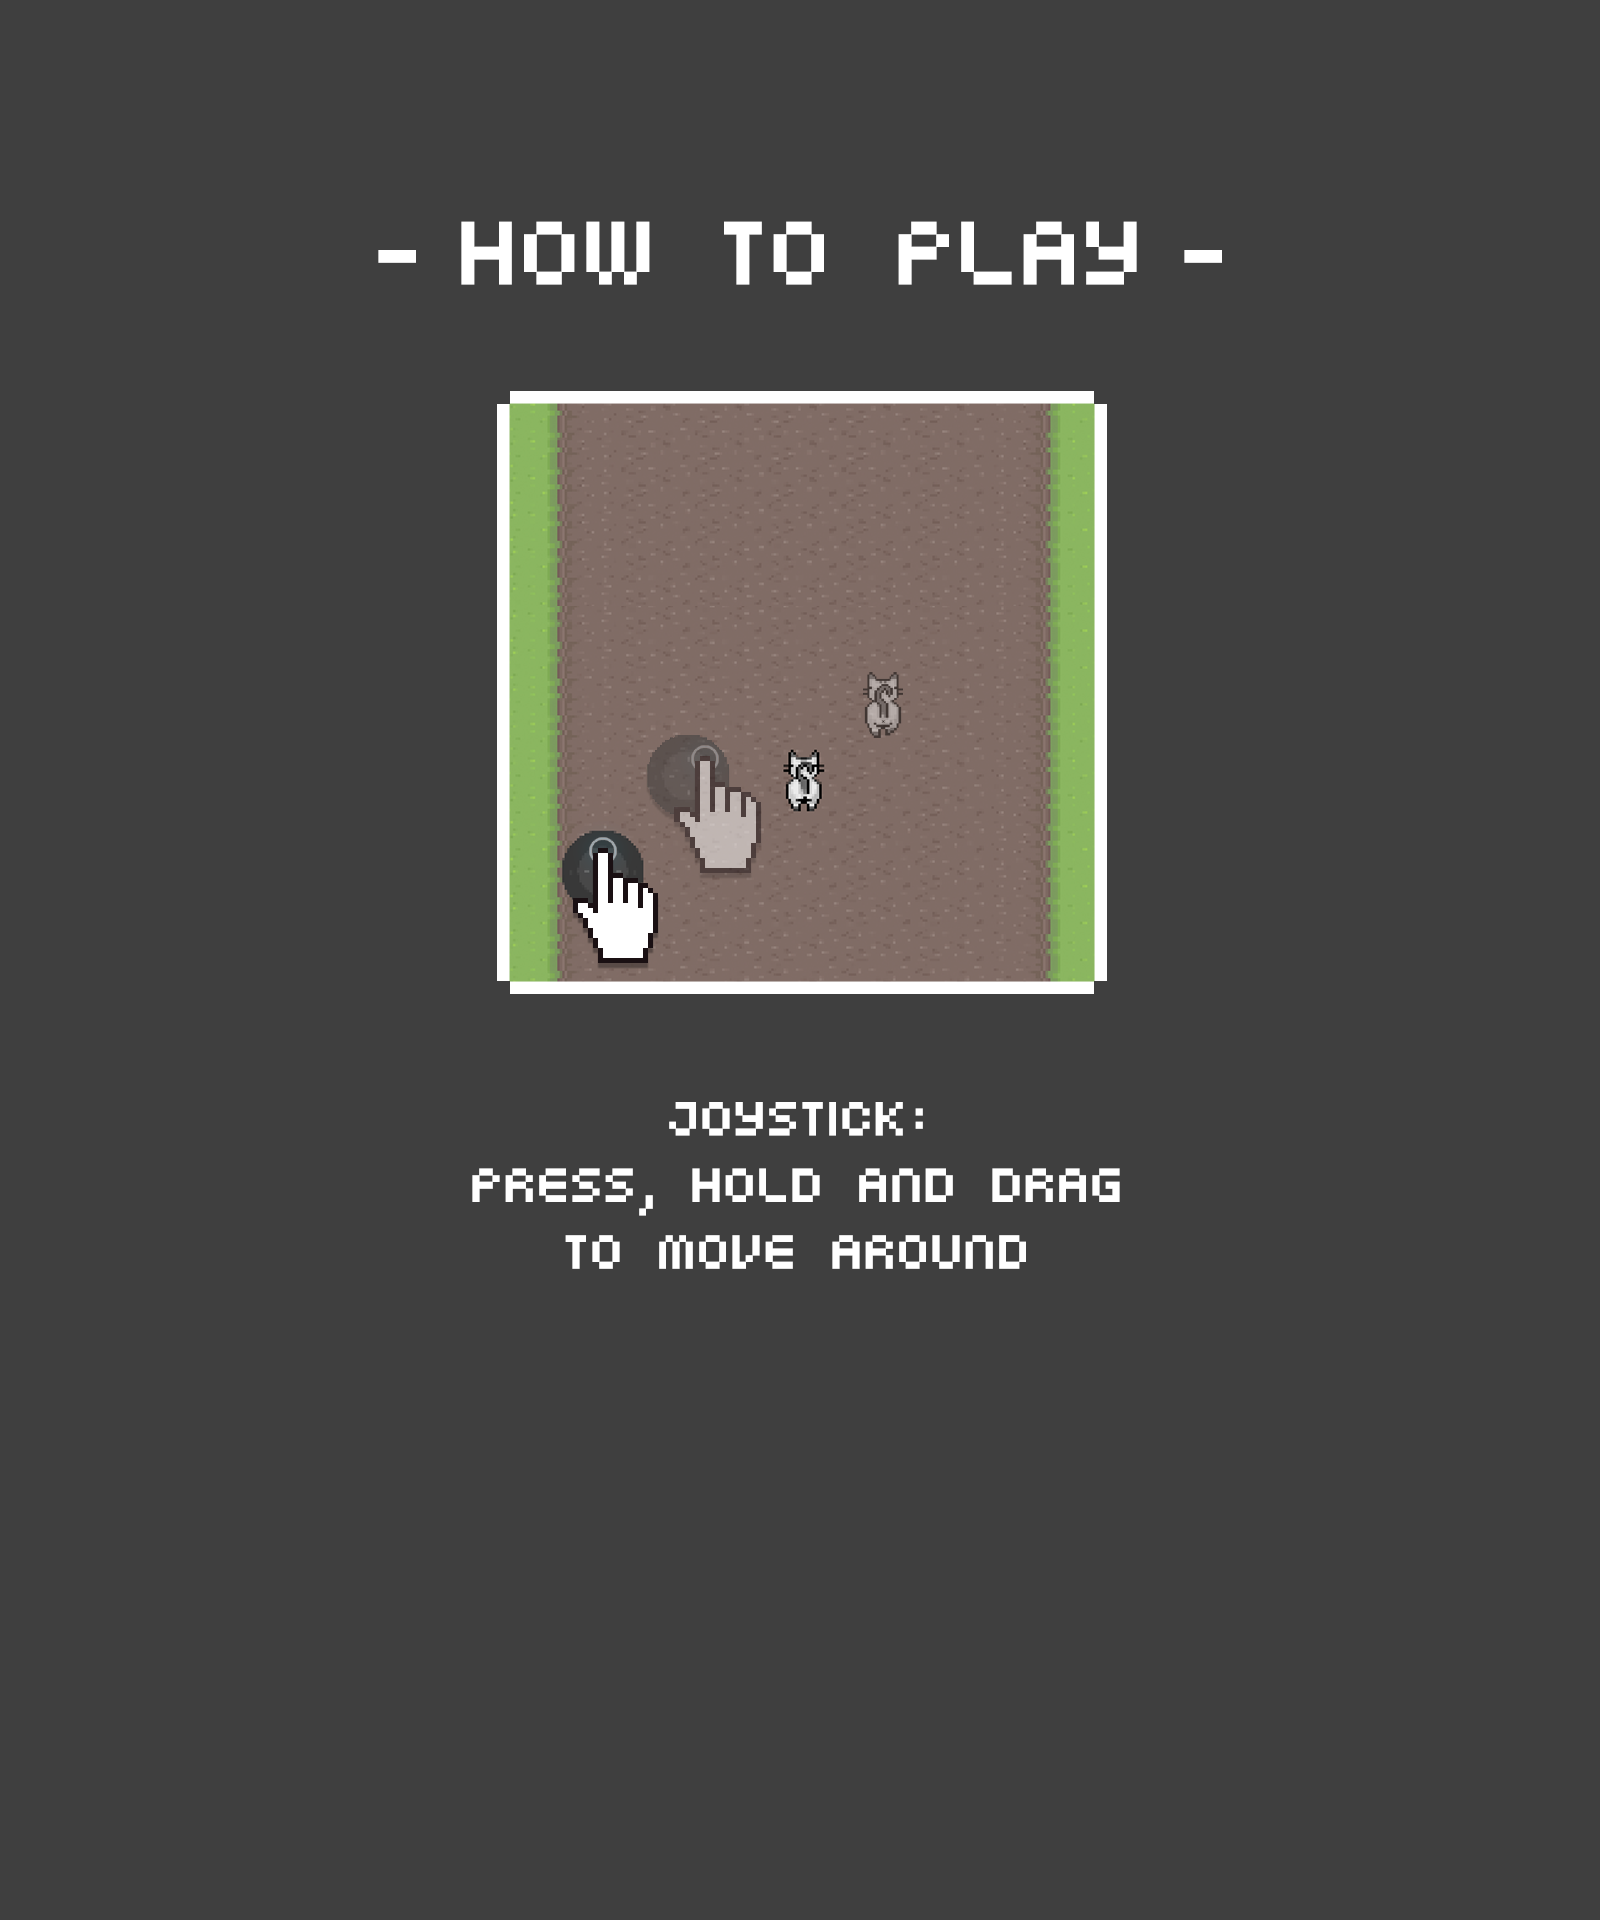 - HOW TO PLAY -
JOYSTICK:
PRESS, HOLD AND DRAG
TO MOVE AROUND